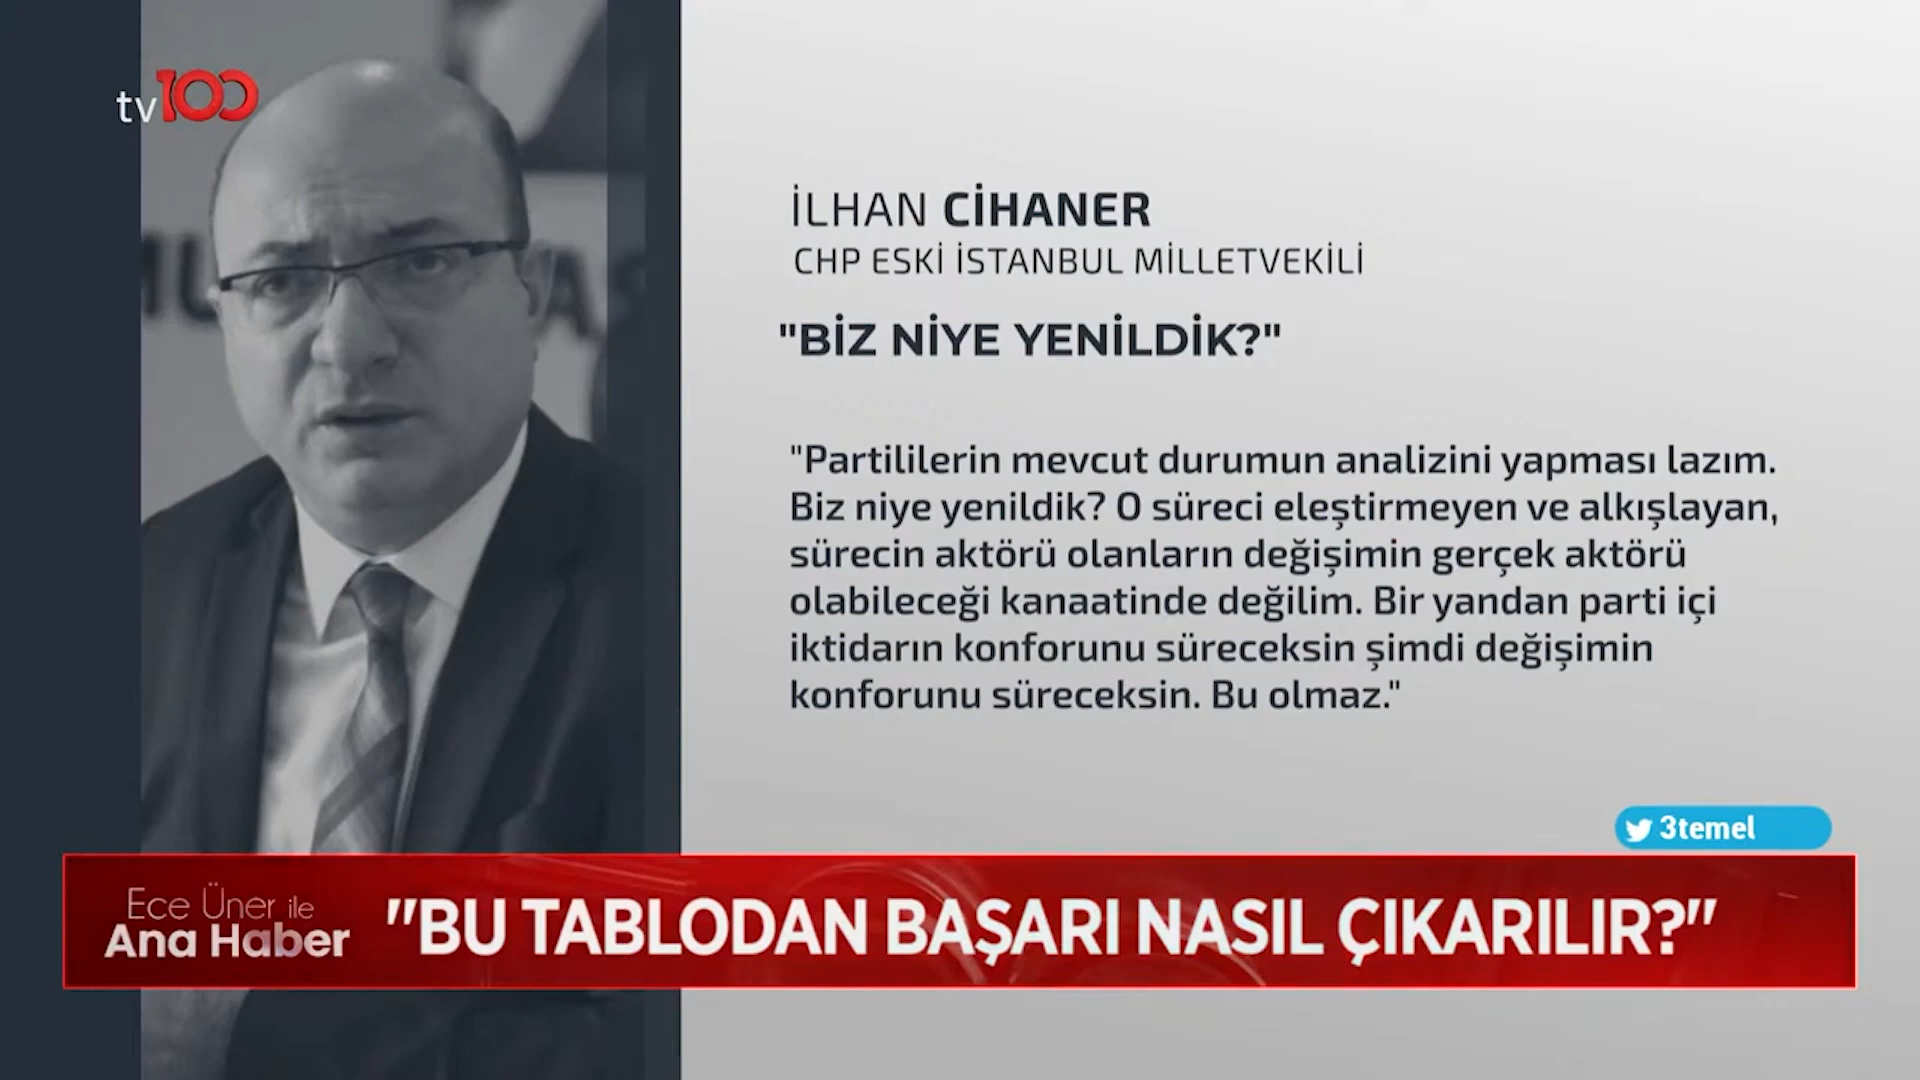 tv100
İLHAN CİHANER
CHP ESKİ İSTANBUL MİLLETVEKİLİ
"BİZ NİYE YENİLDİK?"
"Partililerin mevcut durumun analizini yapması lazım.
Biz niye yenildik? O süreci eleştirmeyen ve alkışlayan,
sürecin aktörü olanların değişimin gerçek aktörü
olabileceği kanaatinde değilim. Bir yandan parti içi
iktidarın konforunu süreceksin şimdi değişimin
konforunu süreceksin. Bu olmaz."
3temel
Ece Üner ile
Ana Haber
"BU TABLODAN BAŞARI NASIL ÇIKARILIR?"